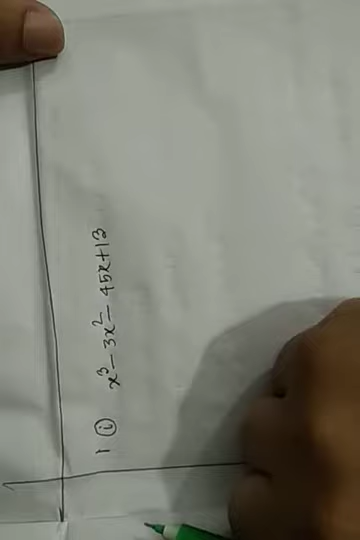 1 (i) x³ - 3x² - 45x + 13